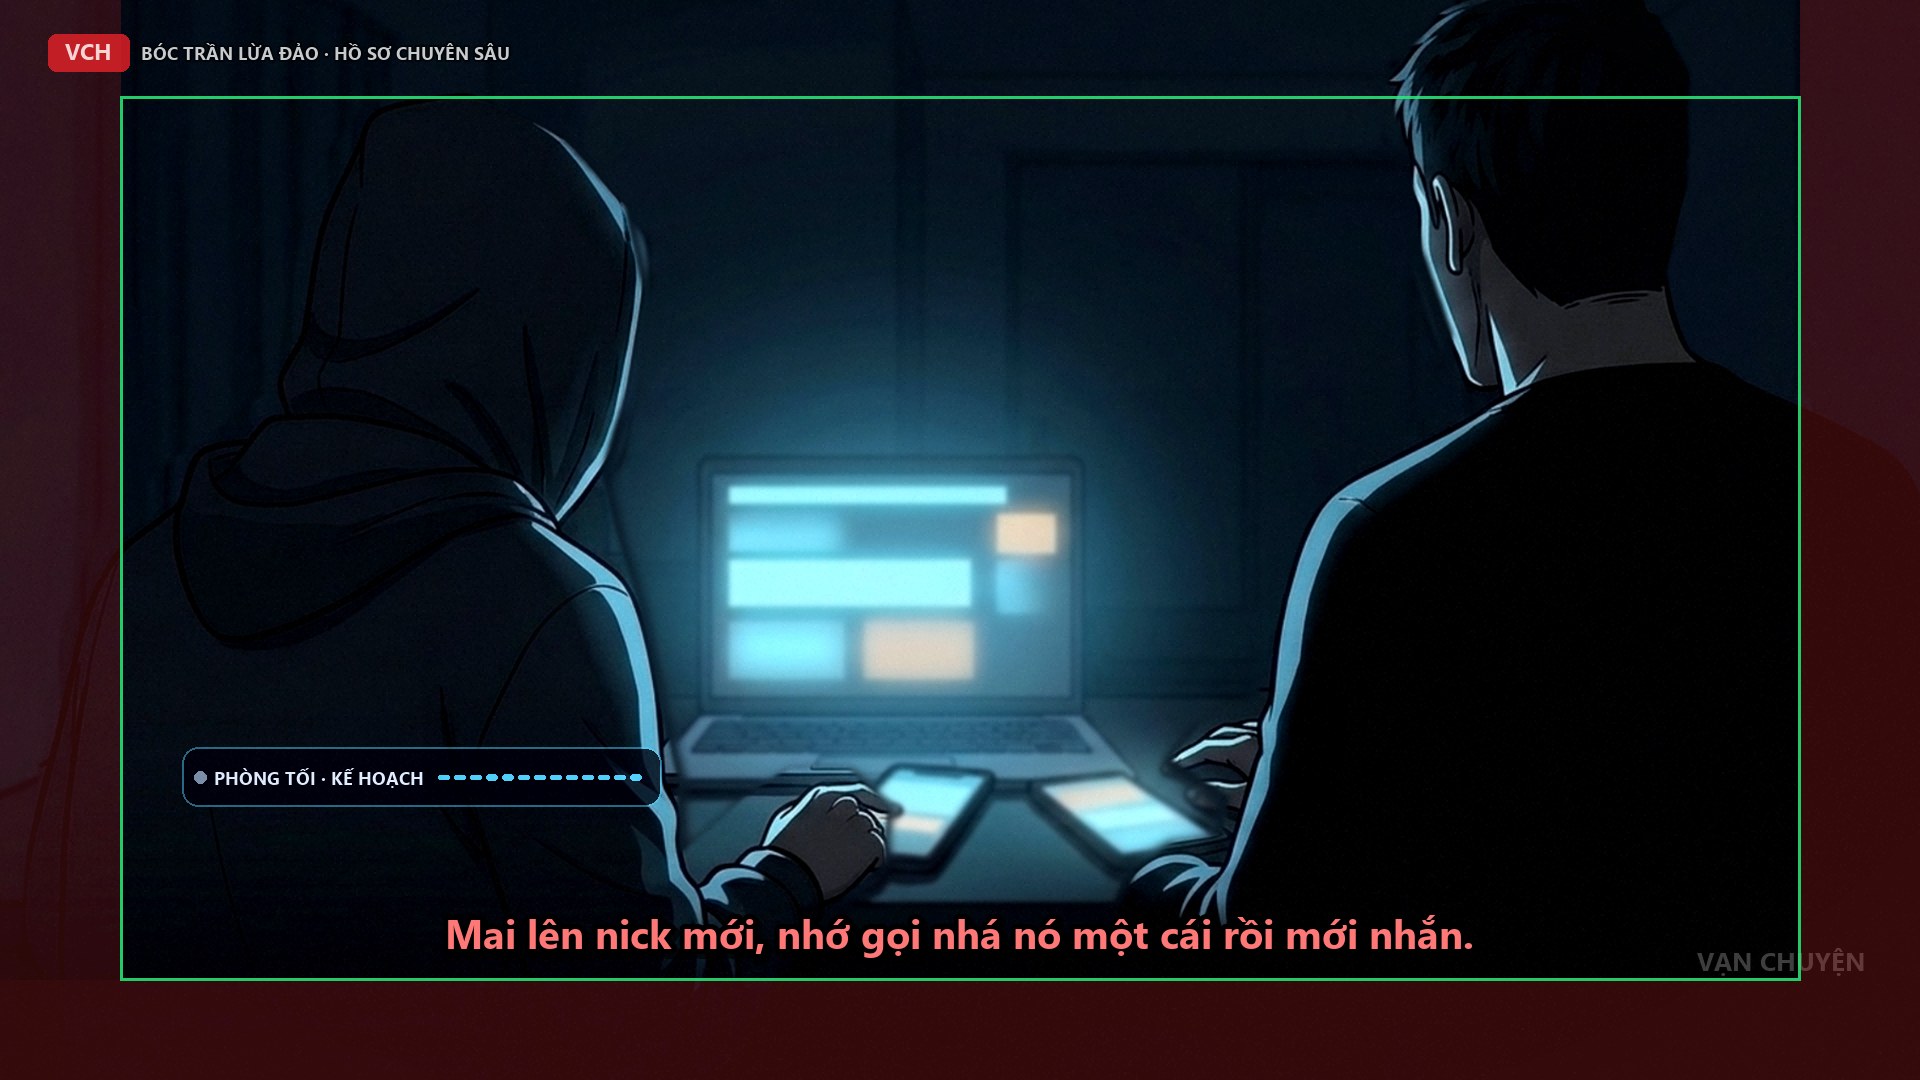 VCH BÓC TRẦN LỪA ĐẢO · HỒ SƠ CHUYÊN SÂU
PHÒNG TỐI · KẾ HOẠCH
Mai lên nick mới, nhớ gọi nhá nó một cái rồi mới nhắn.
VẠN CHUYỆN